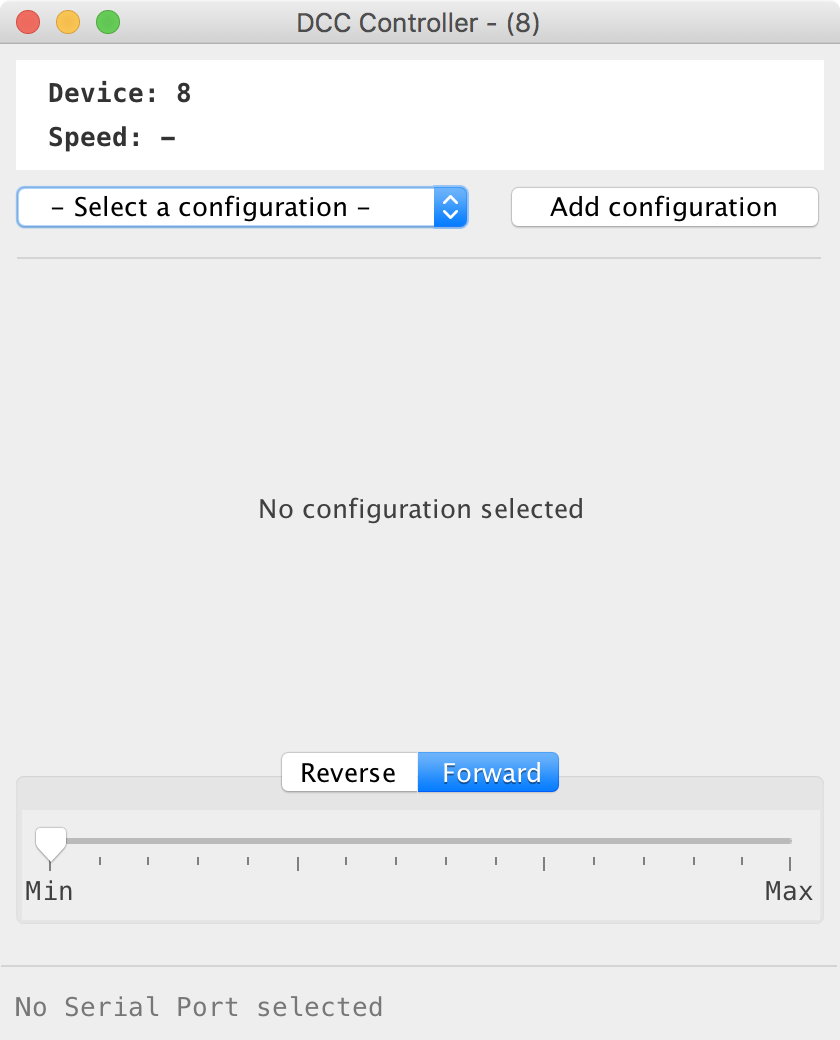 DCC Controller - (8)
Device: 8
Speed: –
– Select a configuration –
Add configuration
No configuration selected
Reverse
Forward
Min
Max
No Serial Port selected